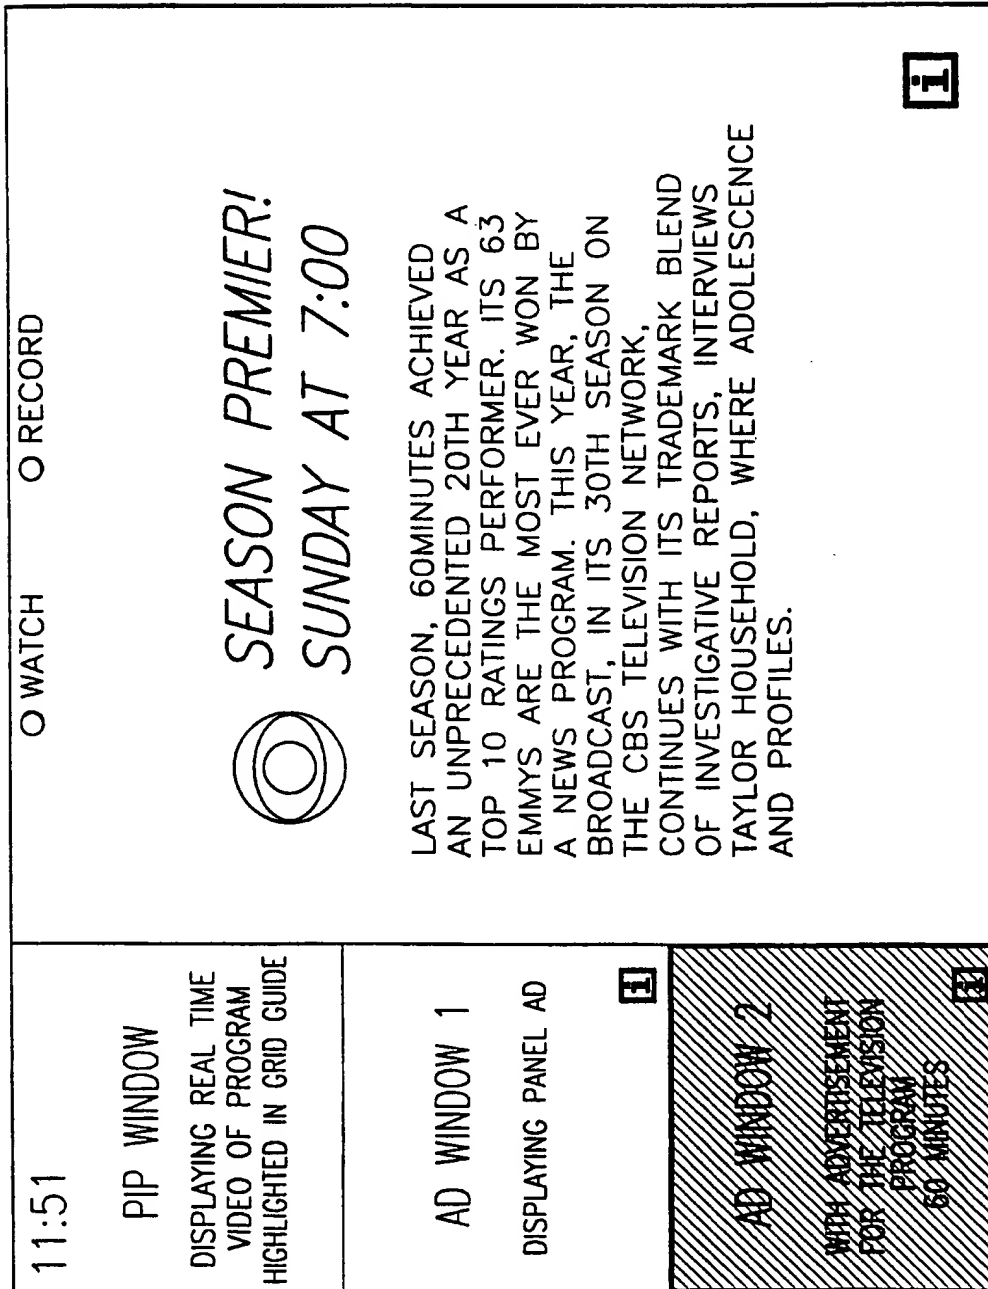 11:51
O WATCH
O RECORD
PIP WINDOW
DISPLAYING REAL TIME
VIDEO OF PROGRAM
HIGHLIGHTED IN GRID GUIDE
AD WINDOW 1
DISPLAYING PANEL AD
i
AD WINDOW 2
WITH ADVERTISEMENT
FOR THE TELEVISION
PROGRAM
60 MINUTES
i
SEASON PREMIER!
SUNDAY AT 7:00
LAST SEASON, 60MINUTES ACHIEVED
AN UNPRECEDENTED 20TH YEAR AS A
TOP 10 RATINGS PERFORMER. ITS 63
EMMYS ARE THE MOST EVER WON BY
A NEWS PROGRAM. THIS YEAR, THE
BROADCAST, IN ITS 30TH SEASON ON
THE CBS TELEVISION NETWORK,
CONTINUES WITH ITS TRADEMARK BLEND
OF INVESTIGATIVE REPORTS, INTERVIEWS
TAYLOR HOUSEHOLD, WHERE ADOLESCENCE
AND PROFILES.
i